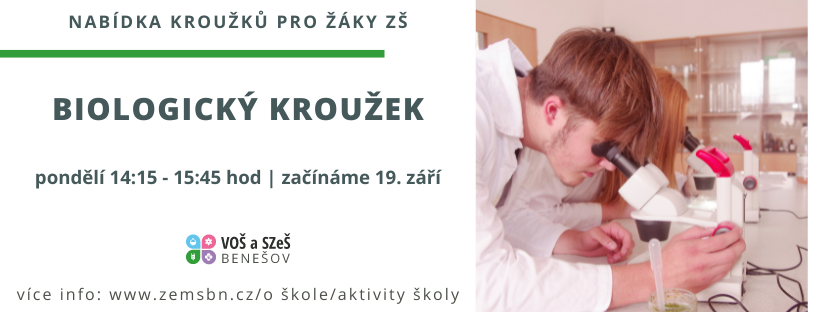 NABÍDKA KROUŽKŮ PRO ŽÁKY ZŠ
BIOLOGICKÝ KROUŽEK
pondělí 14:15 - 15:45 hod | začínáme 19. září
VOŠ a SZeŠ
BENEŠOV
více info: www.zemsbn.cz/o škole/aktivity školy